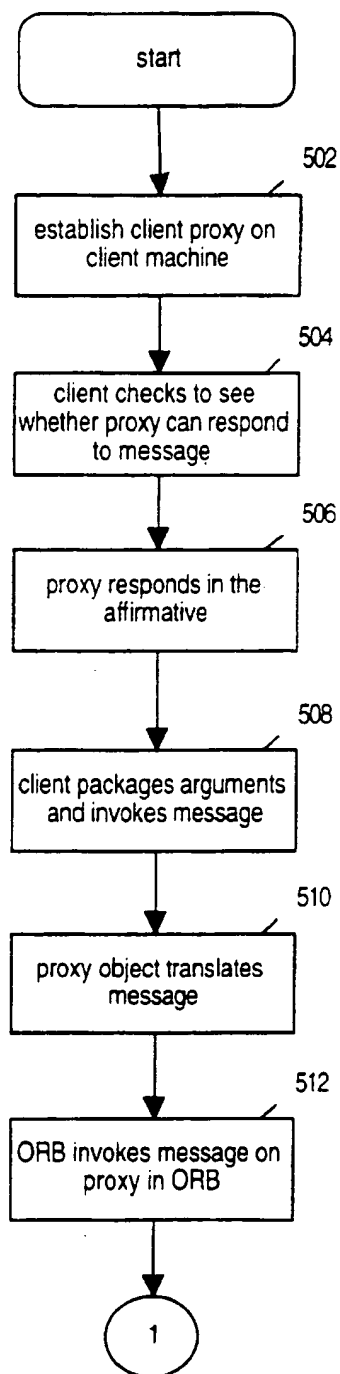 start
502
establish client proxy on
client machine
504
client checks to see
whether proxy can respond
to message
506
proxy responds in the
affirmative
508
client packages arguments
and invokes message
510
proxy object translates
message
512
ORB invokes message on
proxy in ORB
1